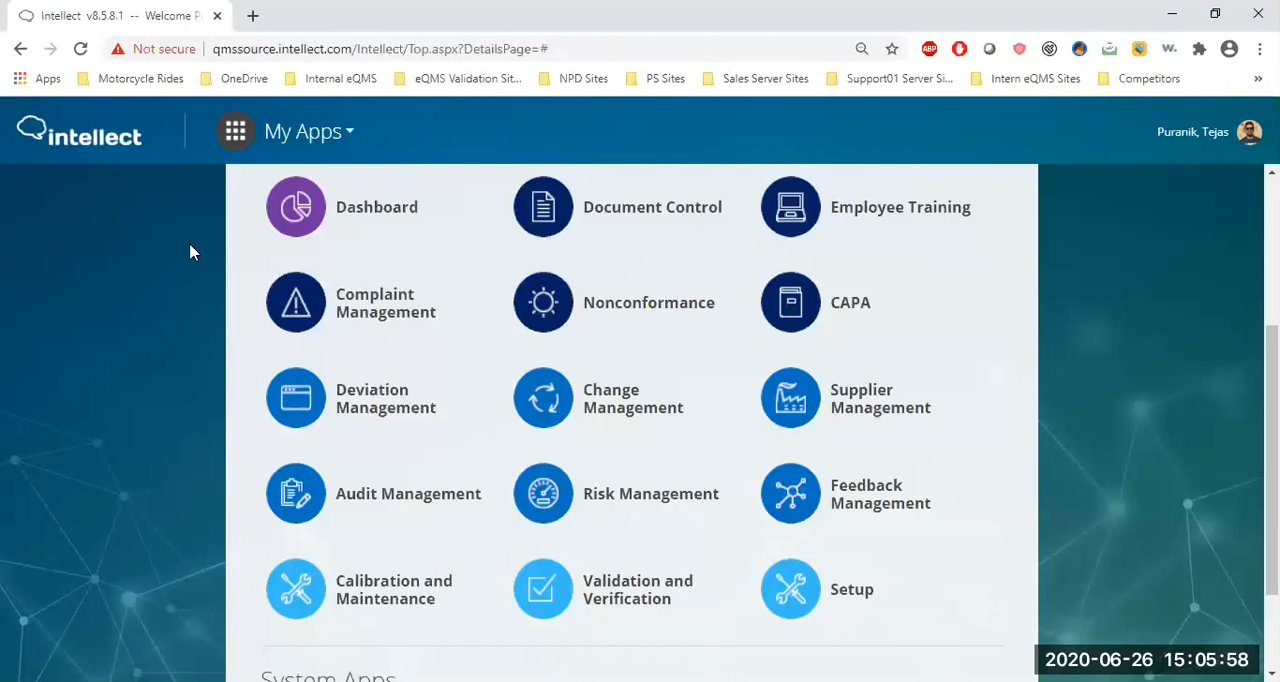 Intellect v8.5.8.1 -- Welcome P
Not secure qmssource.intellect.com/Intellect/Top.aspx?DetailsPage=#
ABP
W.
Apps Motorcycle Rides OneDrive Internal eQMS eQMS Validation Sit... NPD Sites PS Sites Sales Server Sites Support01 Server Si... Intern eQMS Sites Competitors »
intellect My Apps Puranik, Tejas
Dashboard Document Control Employee Training
Complaint
Management
Nonconformance CAPA
Deviation
Management
Change
Management
Supplier
Management
Audit Management Risk Management
Feedback
Management
Calibration and
Maintenance
Validation and
Verification
Setup
System Apps
2020-06-26 15:05:58